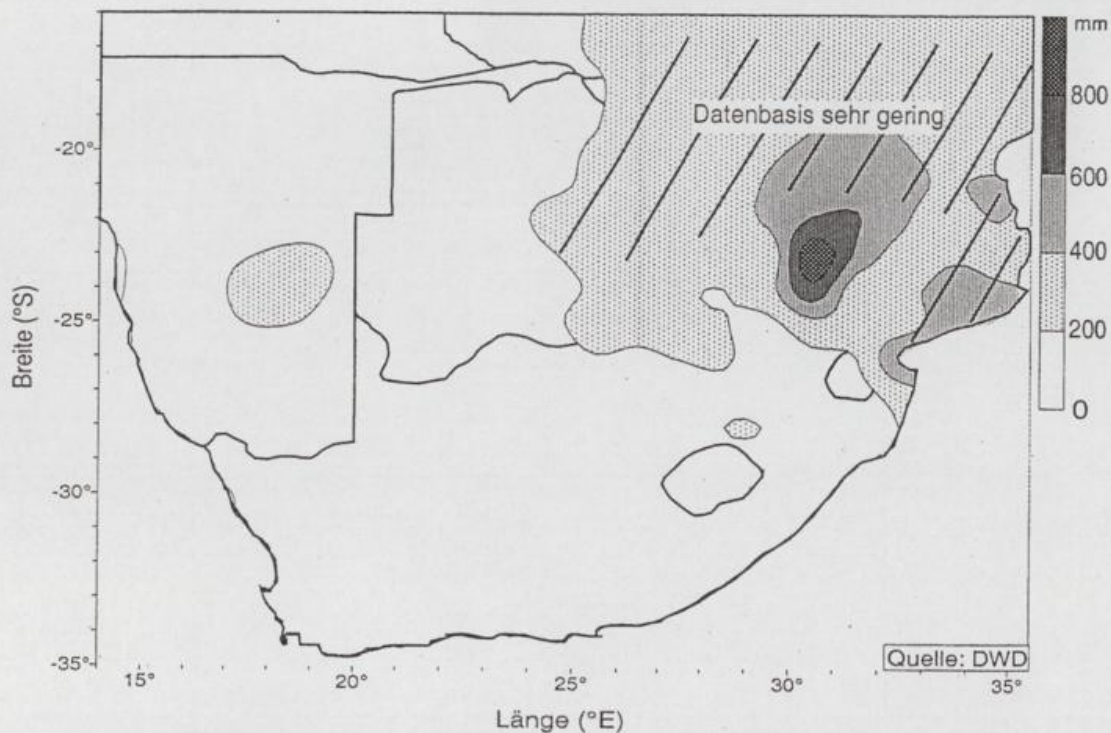 mm
800
Datenbasis sehr gering
-20°
600
400
-25°
200
0
-30°
-35°
Breite (°S)
Quelle: DWD
15°
20°
25°
30°
35°
Länge (°E)